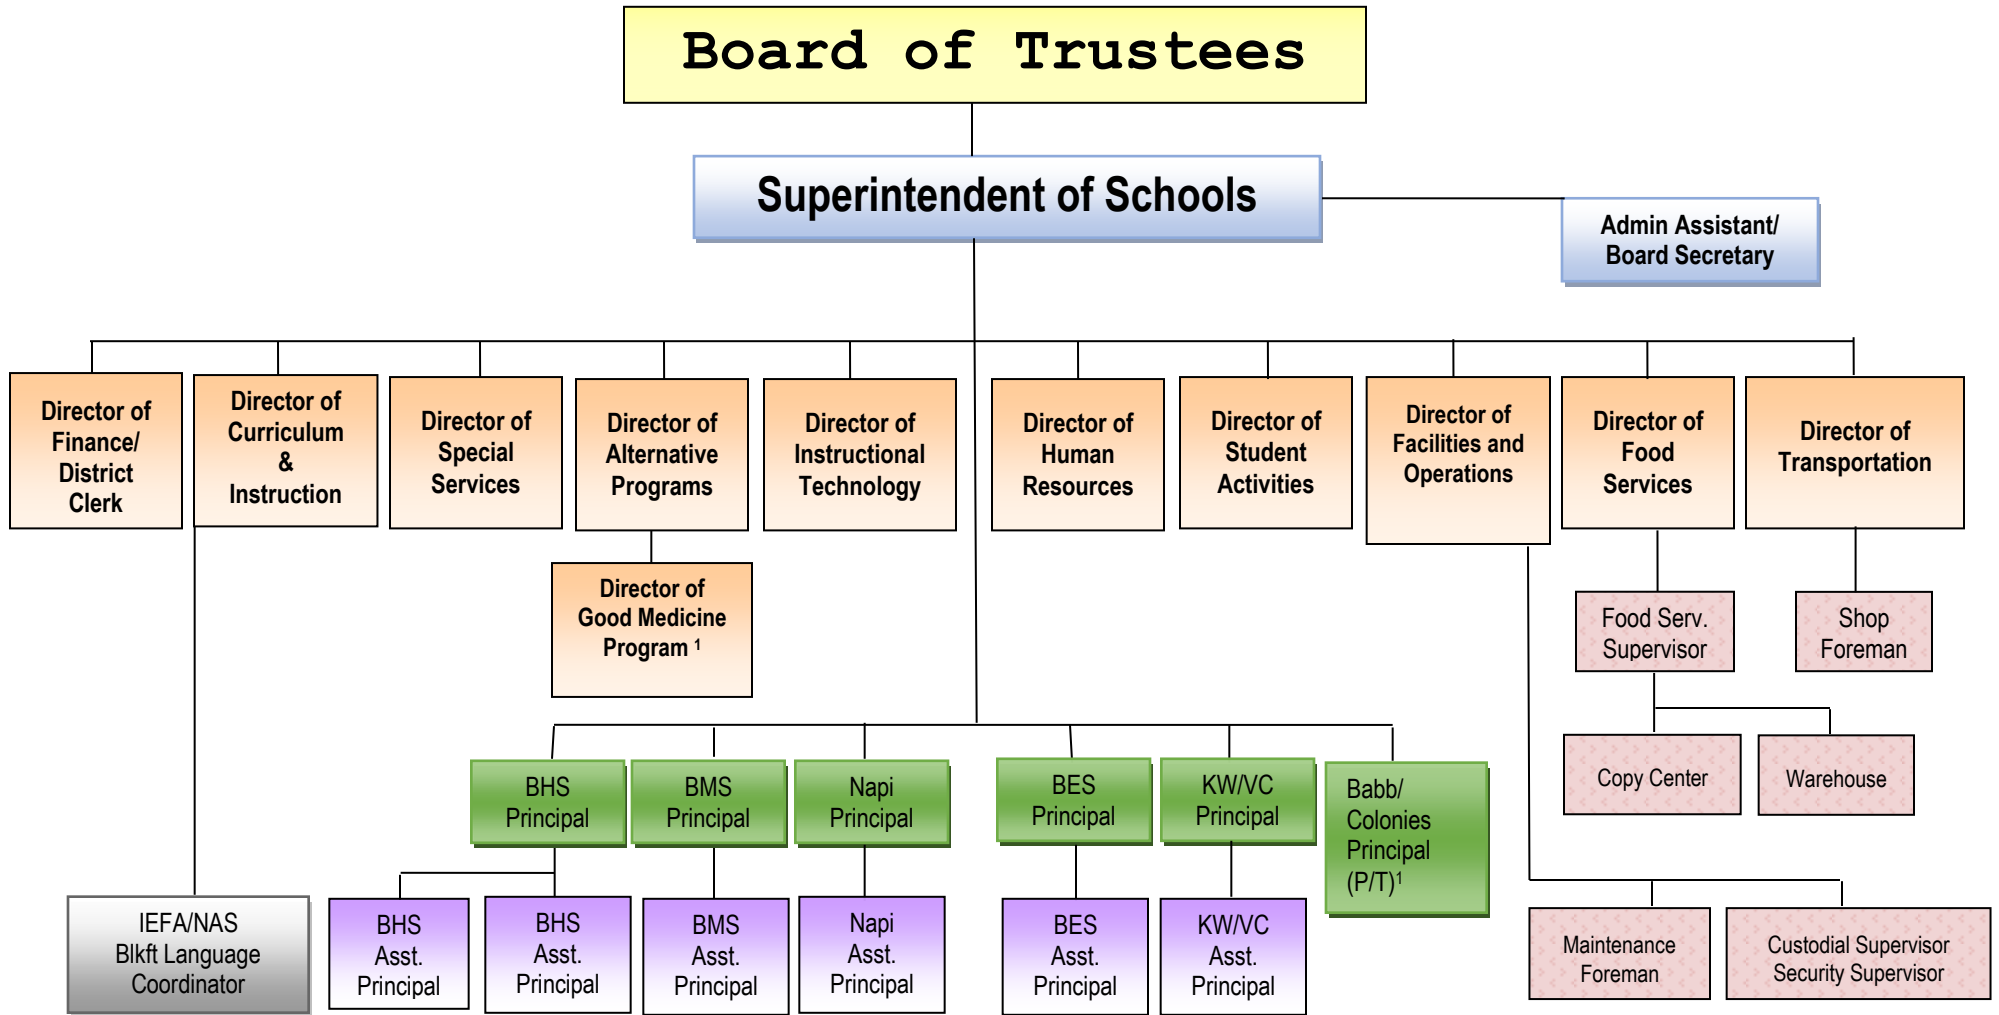 Board of Trustees
Superintendent of Schools
Admin Assistant/
Board Secretary
Director of
Finance/
District
Clerk
Director of
Curriculum
&
Instruction
Director of
Special
Services
Director of
Alternative
Programs
Director of
Instructional
Technology
Director of
Human
Resources
Director of
Student
Activities
Director of
Facilities and
Operations
Director of
Food
Services
Director of
Transportation
Director of
Good Medicine
Program ¹
Food Serv.
Supervisor
Shop
Foreman
Copy Center
Warehouse
BHS
Principal
BMS
Principal
Napi
Principal
BES
Principal
KW/VC
Principal
Babb/
Colonies
Principal
(P/T)¹
IEFA/NAS
Blkft Language
Coordinator
BHS
Asst.
Principal
BHS
Asst.
Principal
BMS
Asst.
Principal
Napi
Asst.
Principal
BES
Asst.
Principal
KW/VC
Asst.
Principal
Maintenance
Foreman
Custodial Supervisor
Security Supervisor